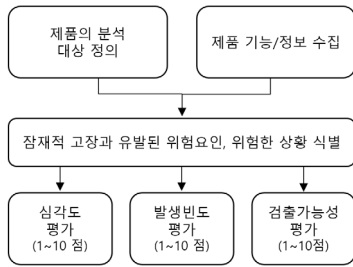 제품의 분석
대상 정의
제품 기능/정보 수집
잠재적 고장과 유발된 위험요인, 위험한 상황 식별
심각도
평가
(1~10 점)
발생빈도
평가
(1~10 점)
검출가능성
평가
(1~10점)